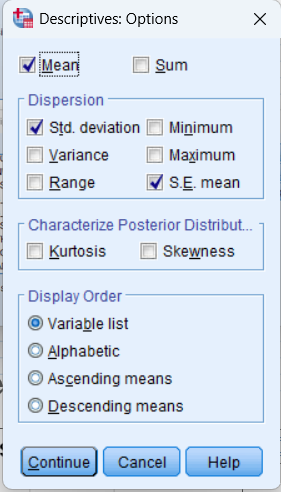 Descriptives: Options
Mean Sum
Dispersion
Std. deviation Minimum
Variance Maximum
Range S.E. mean
Characterize Posterior Distribut...
Kurtosis Skewness
Display Order
Variable list
Alphabetic
Ascending means
Descending means
Continue Cancel Help